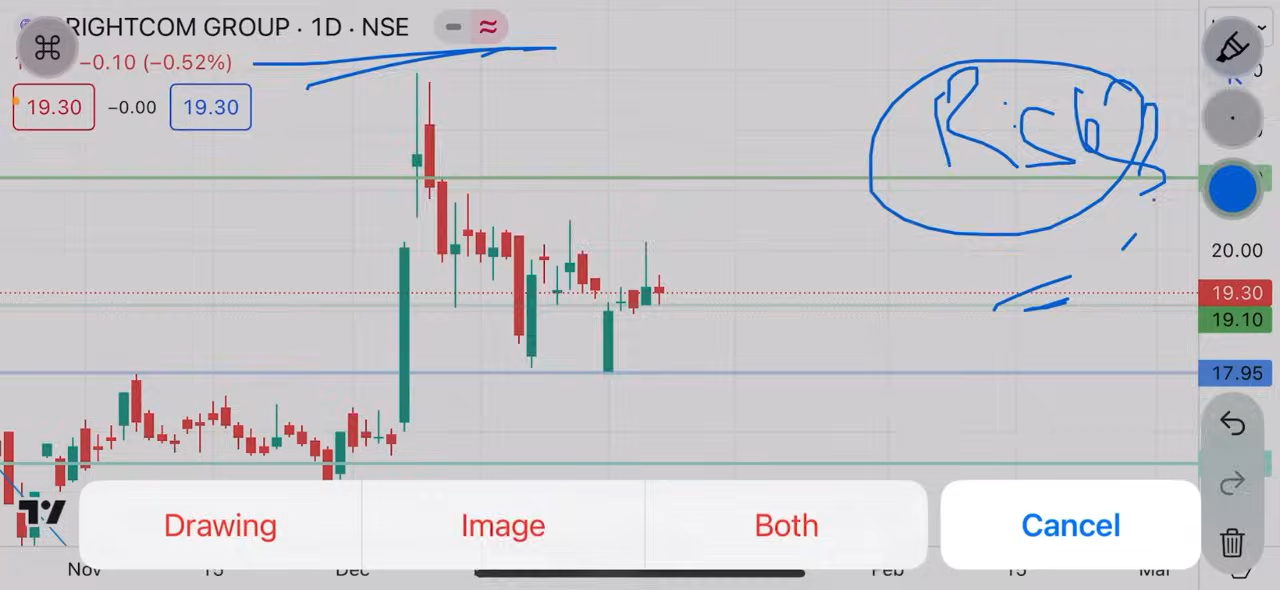 RIGHTCOM GROUP · 1D · NSE
−0.10 (−0.52%)
19.30 −0.00 19.30
20.00
19.30
19.10
17.95
Drawing Image Both Cancel
Nov 15 Dec Feb 15 Mar